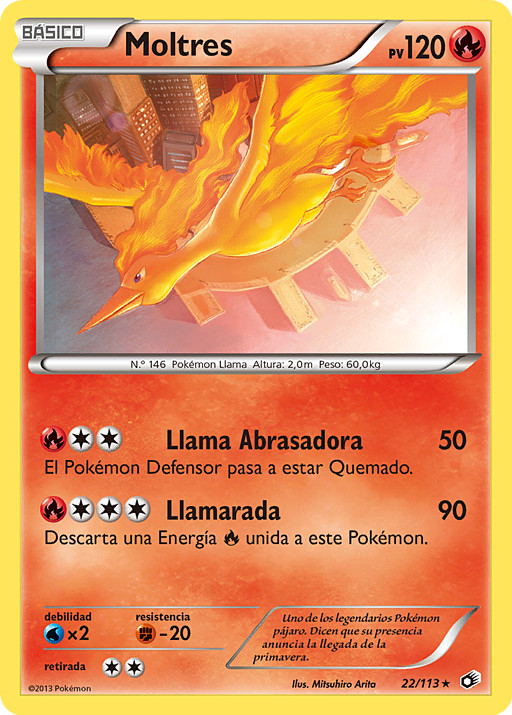 BÁSICO
Moltres
PV120
N.º 146 Pokémon Llama Altura: 2,0m Peso: 60,0kg
Llama Abrasadora 50
El Pokémon Defensor pasa a estar Quemado.
Llamarada 90
Descarta una Energía unida a este Pokémon.
debilidad
×2
resistencia
-20
retirada
Uno de los legendarios Pokémon
pájaro. Dicen que su presencia
anuncia la llegada de la
primavera.
©2013 Pokémon
Ilus. Mitsuhiro Arita
22/113 ★